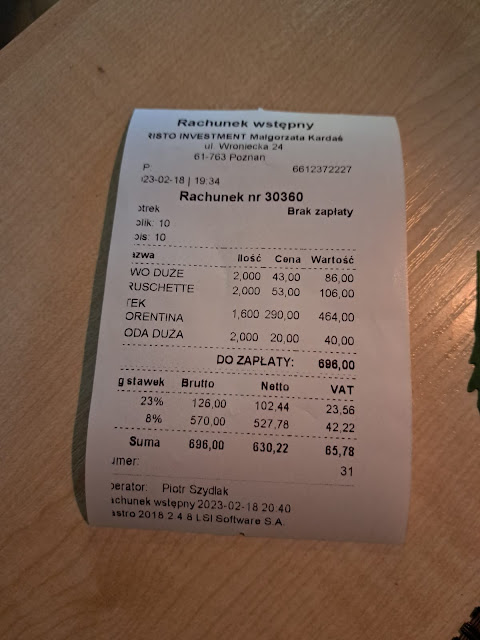 Rachunek wstępny
RISTO INVESTMENT Małgorzata Kardaś
ul. Wroniecka 24
61-763 Poznan
P 6612372227
023-02-18 | 19:34
Rachunek nr 30360
otrek Brak zapłaty
olik: 10
pis: 10
azwa Ilość Cena Wartość
WO DUŻE 2,000 43,00 86,00
RUSCHETTE 2,000 53,00 106,00
TEK
ORENTINA 1,600 290,00 464,00
ODA DUŻA 2,000 20,00 40,00
DO ZAPŁATY: 696,00
g stawek Brutto Netto VAT
23% 126,00 102,44 23,56
8% 570,00 527,78 42,22
Suma 696,00 630,22 65,78
umer: 31
perator: Piotr Szydlak
achunek wstępny 2023-02-18 20:40
astro 2018 2.4.8 LSI Software S.A.